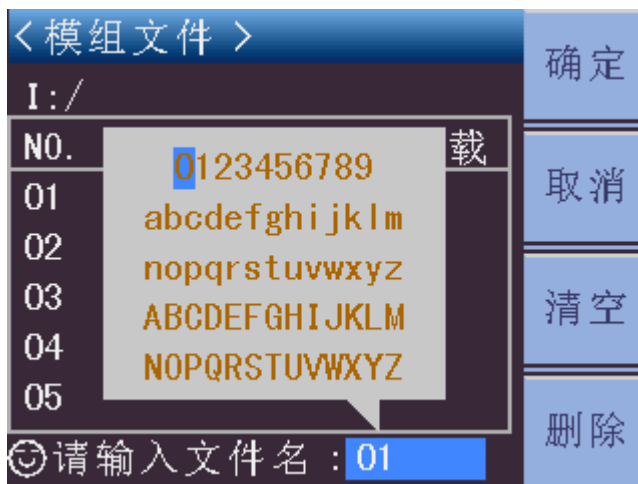 <模组文件 >
I:/
NO. 载
01
02
03
04
05
0123456789
abcdefghijklm
nopqrstuvwxyz
ABCDEFGHIJKLM
NOPQRSTUVWXYZ
请输入文件名 : 01
确定
取消
清空
删除